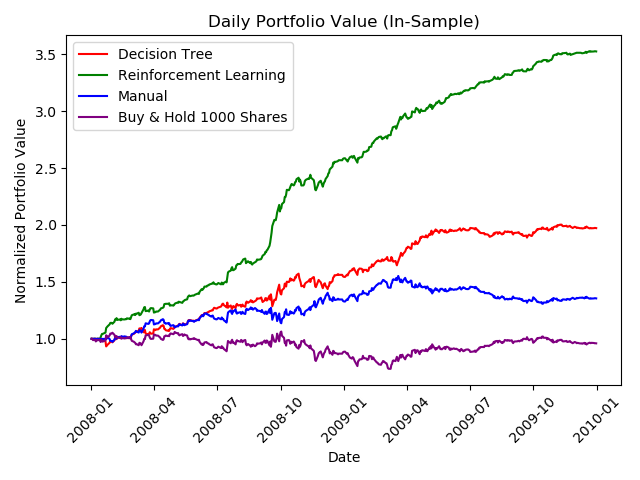 Daily Portfolio Value (In-Sample)
Decision Tree
Reinforcement Learning
Manual
Buy & Hold 1000 Shares
Normalized Portfolio Value
3.5
3.0
2.5
2.0
1.5
1.0
2008-01
2008-04
2008-07
2008-10
2009-01
2009-04
2009-07
2009-10
2010-01
Date